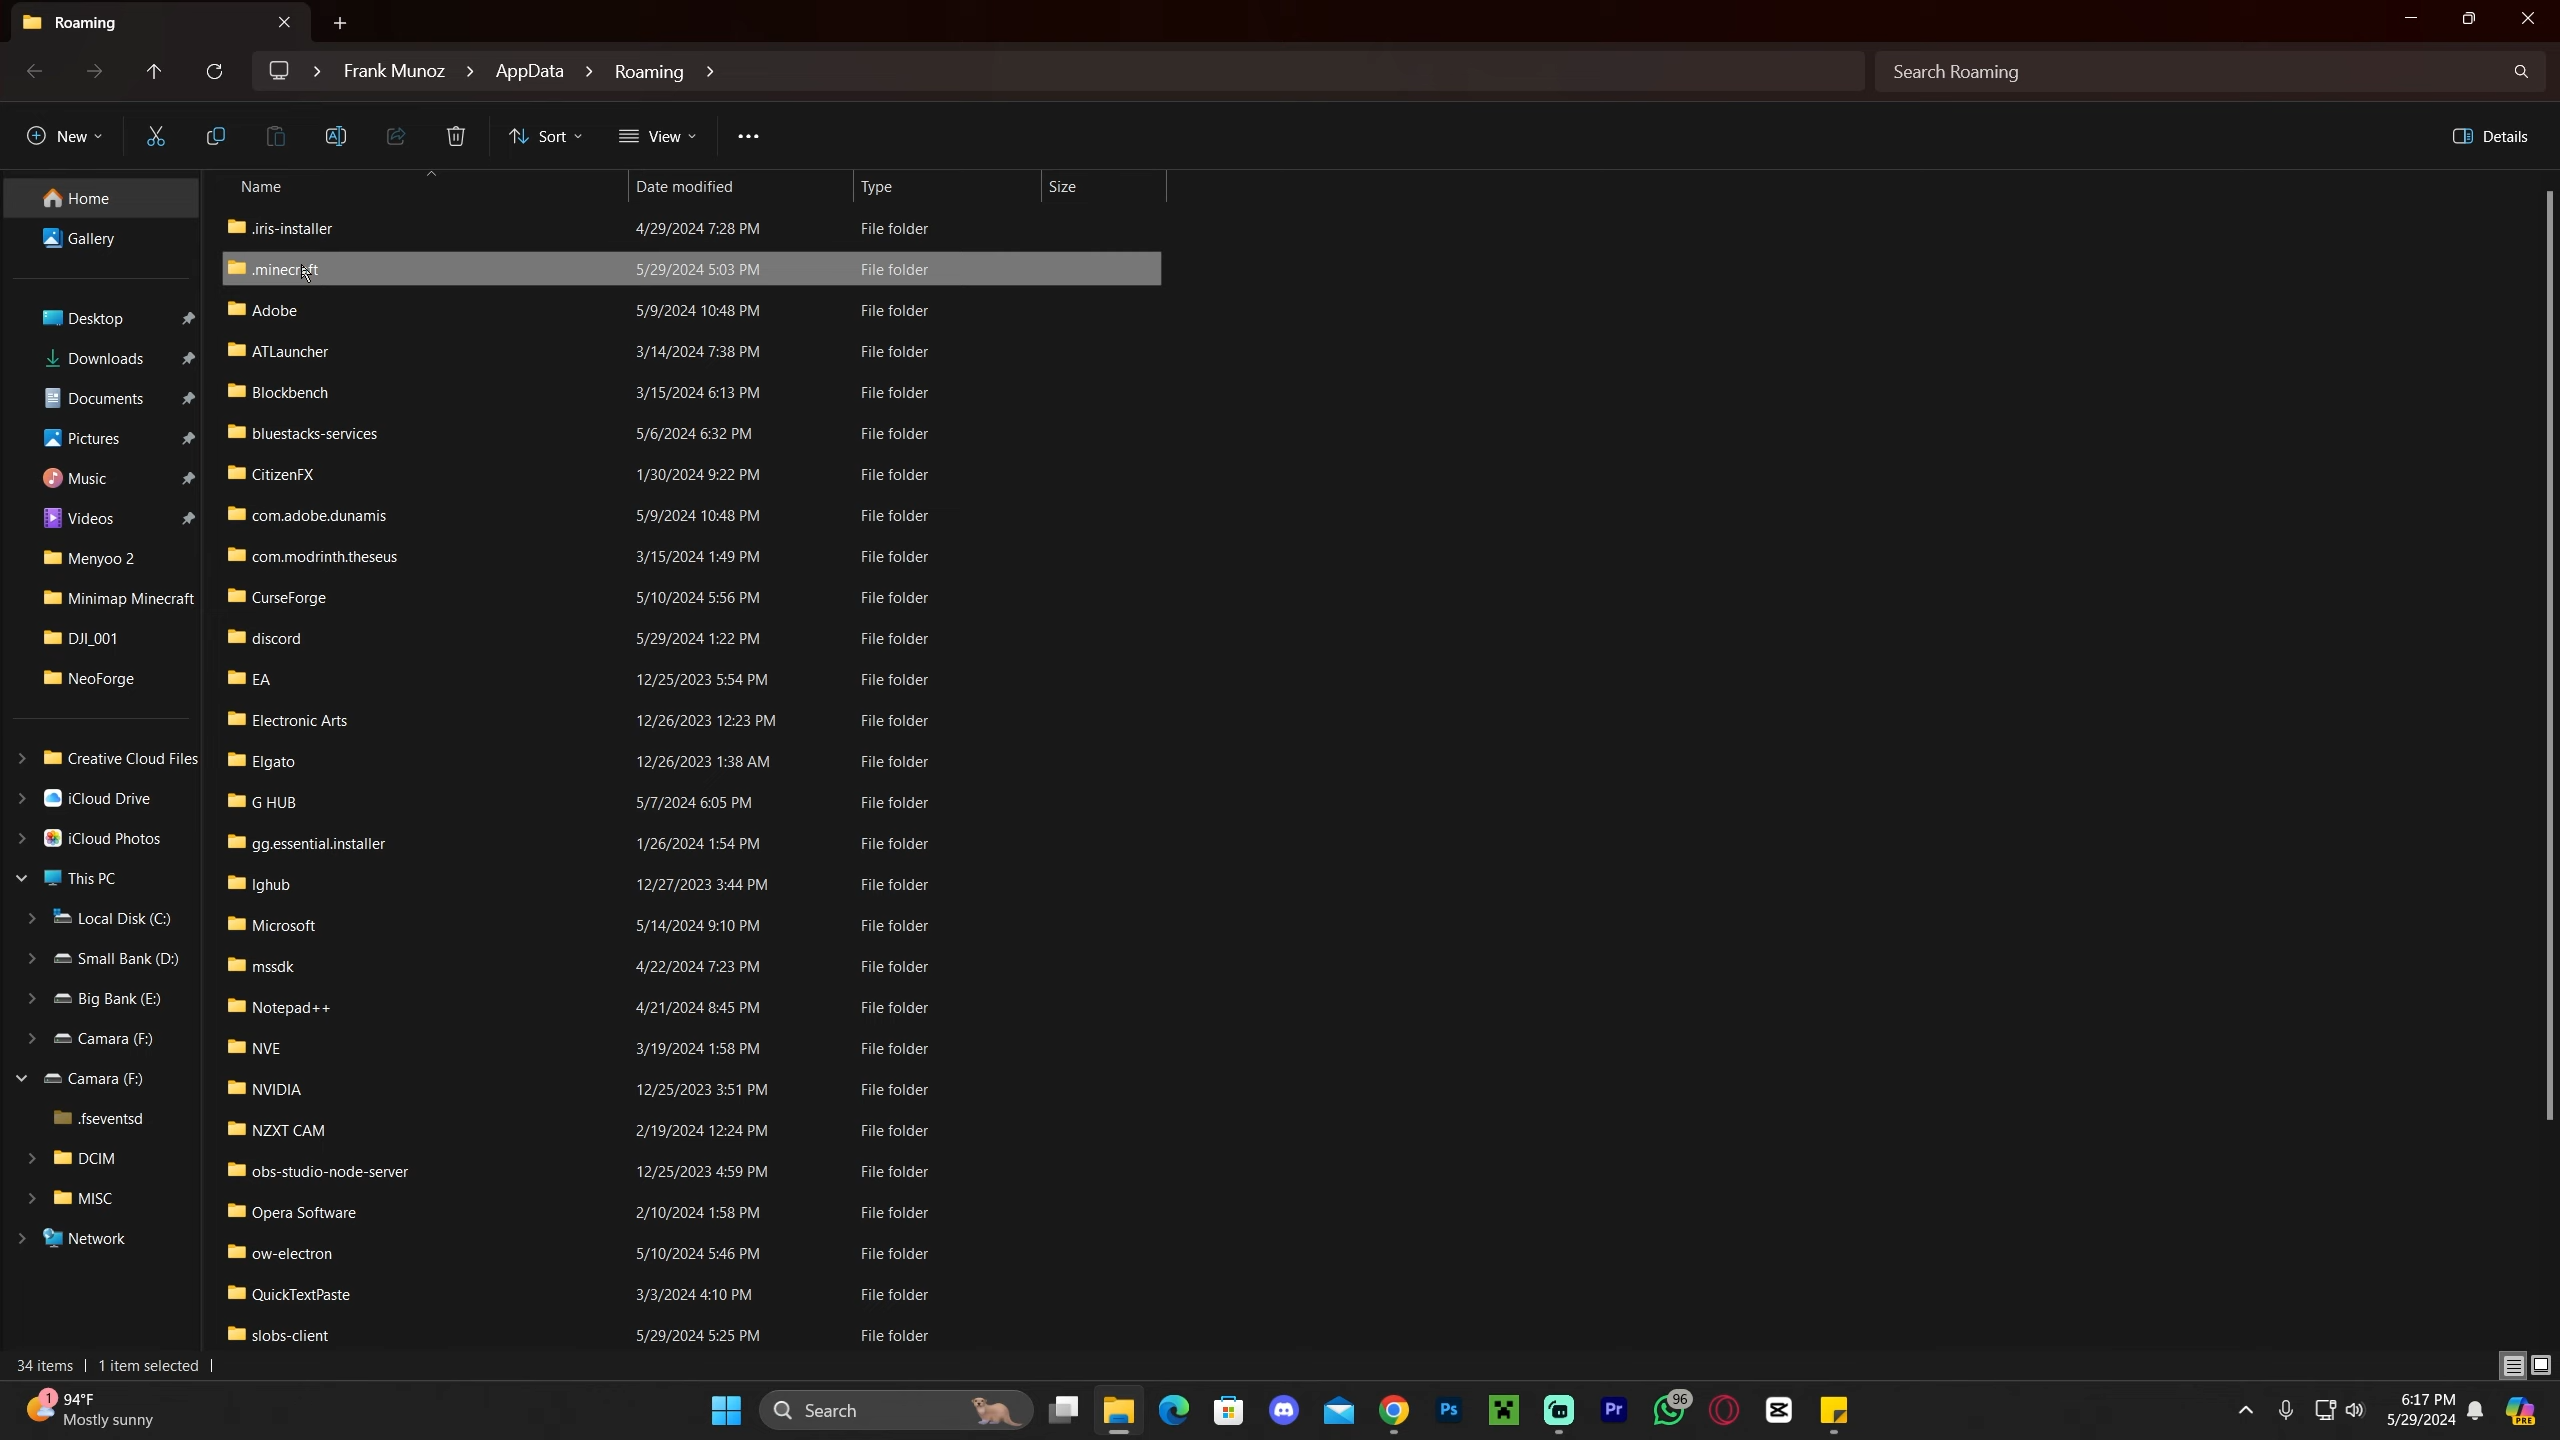 Roaming
Frank Munoz > AppData > Roaming >
Search Roaming
New
Sort
View
Details
Name
Date modified
Type
Size
Home
Gallery
Desktop
Downloads
Documents
Pictures
Music
Videos
Menyoo 2
Minimap Minecraft
DJI_001
NeoForge
Creative Cloud Files
iCloud Drive
iCloud Photos
This PC
Local Disk (C:)
Small Bank (D:)
Big Bank (E:)
Camara (F:)
Camara (F:)
.fseventsd
DCIM
MISC
Network
.iris-installer 4/29/2024 7:28 PM File folder
.minecraft 5/29/2024 5:03 PM File folder
Adobe 5/9/2024 10:48 PM File folder
ATLauncher 3/14/2024 7:38 PM File folder
Blockbench 3/15/2024 6:13 PM File folder
bluestacks-services 5/6/2024 6:32 PM File folder
CitizenFX 1/30/2024 9:22 PM File folder
com.adobe.dunamis 5/9/2024 10:48 PM File folder
com.modrinth.theseus 3/15/2024 1:49 PM File folder
CurseForge 5/10/2024 5:56 PM File folder
discord 5/29/2024 1:22 PM File folder
EA 12/25/2023 5:54 PM File folder
Electronic Arts 12/26/2023 12:23 PM File folder
Elgato 12/26/2023 1:38 AM File folder
G HUB 5/7/2024 6:05 PM File folder
gg.essential.installer 1/26/2024 1:54 PM File folder
lghub 12/27/2023 3:44 PM File folder
Microsoft 5/14/2024 9:10 PM File folder
mssdk 4/22/2024 7:23 PM File folder
Notepad++ 4/21/2024 8:45 PM File folder
NVE 3/19/2024 1:58 PM File folder
NVIDIA 12/25/2023 3:51 PM File folder
NZXT CAM 2/19/2024 12:24 PM File folder
obs-studio-node-server 12/25/2023 4:59 PM File folder
Opera Software 2/10/2024 1:58 PM File folder
ow-electron 5/10/2024 5:46 PM File folder
QuickTextPaste 3/3/2024 4:10 PM File folder
slobs-client 5/29/2024 5:25 PM File folder
34 items
1 item selected
1
94°F
Mostly sunny
Search
Ps
Pr
96
6:17 PM
5/29/2024
PRE